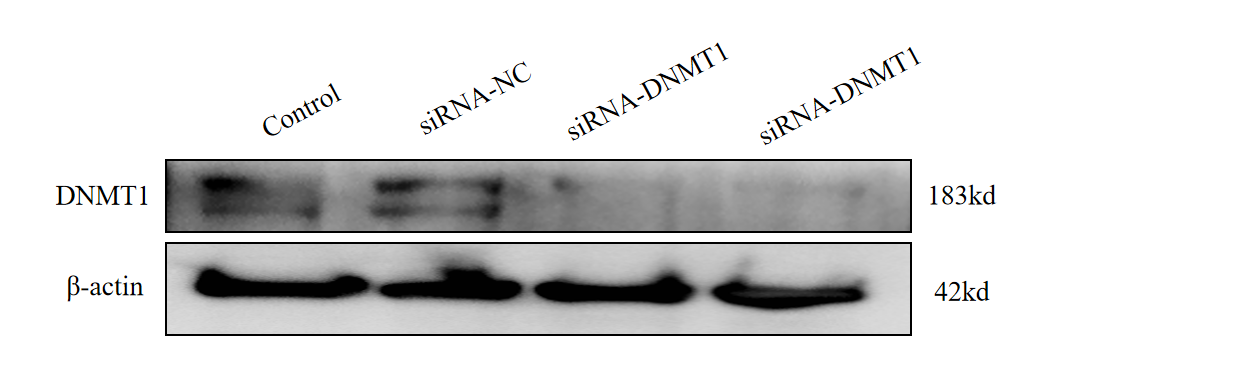 Control
siRNA-NC
siRNA-DNMT1
siRNA-DNMT1
DNMT1
183kd
β-actin
42kd